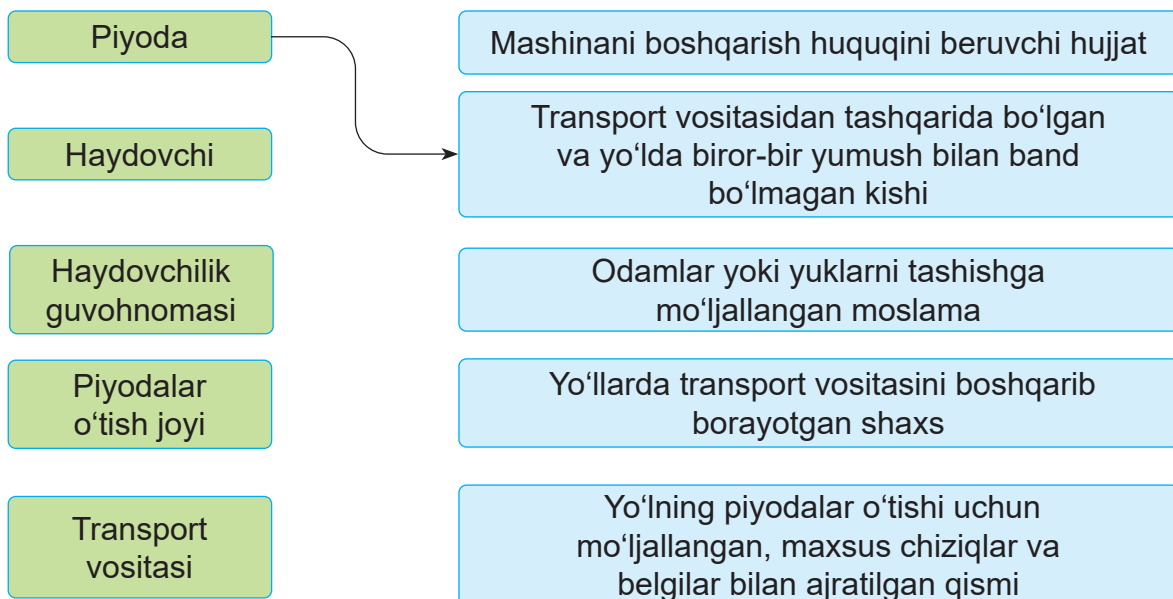 Piyoda
Mashinani boshqarish huquqini beruvchi hujjat
Haydovchi
Transport vositasidan tashqarida bo‘lgan
va yo‘lda biror-bir yumush bilan band
bo‘lmagan kishi
Haydovchilik
guvohnomasi
Odamlar yoki yuklarni tashishga
mo‘ljallangan moslama
Piyodalar
o‘tish joyi
Yo‘llarda transport vositasini boshqarib
borayotgan shaxs
Transport
vositasi
Yo‘lning piyodalar o‘tishi uchun
mo‘ljallangan, maxsus chiziqlar va
belgilar bilan ajratilgan qismi